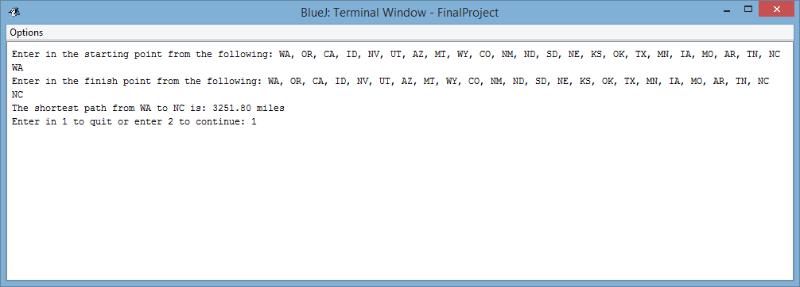 BlueJ: Terminal Window - FinalProject
Options
Enter in the starting point from the following: WA, OR, CA, ID, NV, UT, AZ, MT, WY, CO, NM, ND, SD, NE, KS, OK, TX, MN, IA, MO, AR, TN, NC
WA
Enter in the finish point from the following: WA, OR, CA, ID, NV, UT, AZ, MT, WY, CO, NM, ND, SD, NE, KS, OK, TX, MN, IA, MO, AR, TN, NC
NC
The shortest path from WA to NC is: 3251.80 miles
Enter in 1 to quit or enter 2 to continue: 1